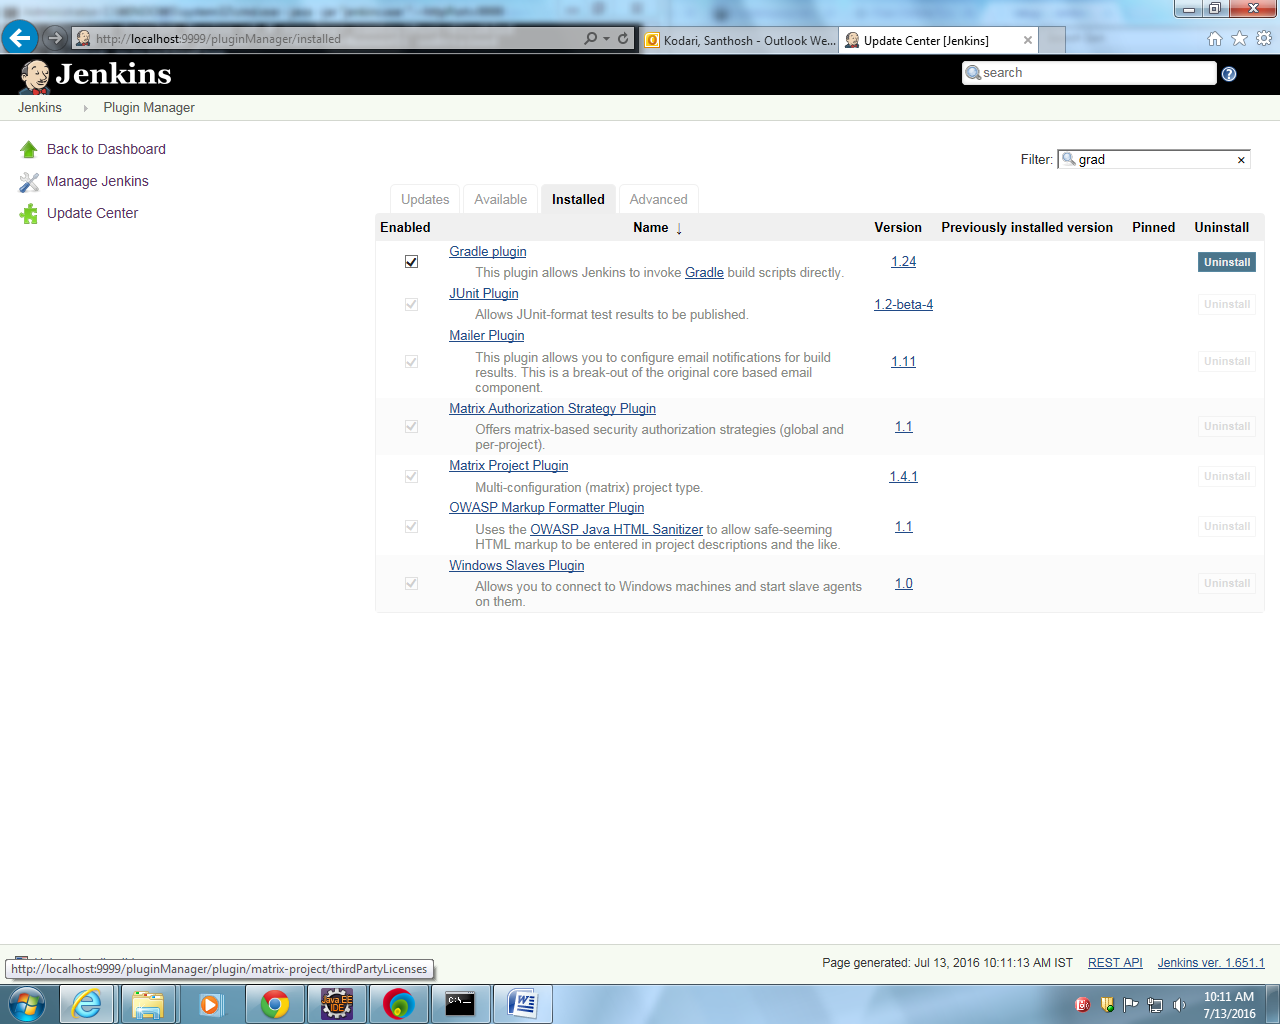 http://localhost:9999/pluginManager/installed
Kodari, Santhosh - Outlook We...
Update Center [Jenkins]
Jenkins
search
Jenkins
Plugin Manager
Back to Dashboard
Manage Jenkins
Update Center
Filter: grad
Updates Available Installed Advanced
Enabled Name ↓ Version Previously installed version Pinned Uninstall
Gradle plugin
This plugin allows Jenkins to invoke Gradle build scripts directly.
1.24
Uninstall
JUnit Plugin
Allows JUnit-format test results to be published.
1.2-beta-4
Uninstall
Mailer Plugin
This plugin allows you to configure email notifications for build
results. This is a break-out of the original core based email
component.
1.11
Uninstall
Matrix Authorization Strategy Plugin
Offers matrix-based security authorization strategies (global and
per-project).
1.1
Uninstall
Matrix Project Plugin
Multi-configuration (matrix) project type.
1.4.1
Uninstall
OWASP Markup Formatter Plugin
Uses the OWASP Java HTML Sanitizer to allow safe-seeming
HTML markup to be entered in project descriptions and the like.
1.1
Uninstall
Windows Slaves Plugin
Allows you to connect to Windows machines and start slave agents
on them.
1.0
Uninstall
http://localhost:9999/pluginManager/plugin/matrix-project/thirdPartyLicenses
Page generated: Jul 13, 2016 10:11:13 AM IST REST API Jenkins ver. 1.651.1
Java EE
IDE
C:\.
10:11 AM
7/13/2016